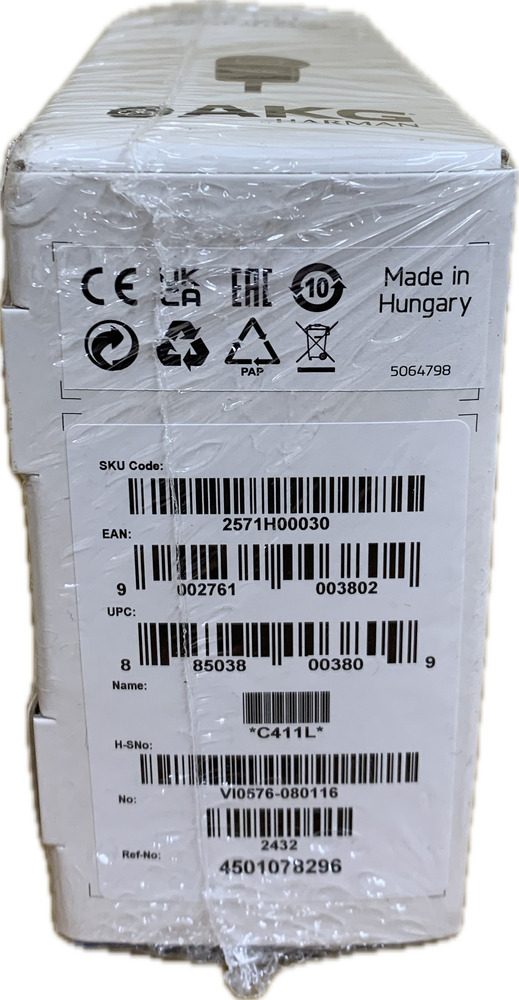 AKG
HARMAN
CE UK CA EAC 10
Made in
Hungary
PAP
5064798
SKU Code:
2571H00030
EAN:
9 002761 003802
UPC:
8 85038 00380 9
Name:
*C411L*
H-SNo:
VI0576-080116
No:
2432
Ref-No:
4501078296